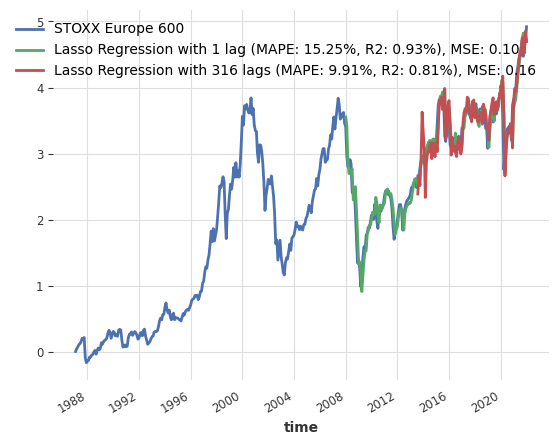 STOXX Europe 600
Lasso Regression with 1 lag (MAPE: 15.25%, R2: 0.93%), MSE: 0.10
Lasso Regression with 316 lags (MAPE: 9.91%, R2: 0.81%), MSE: 0.16
5
4
3
2
1
0
1988 1992 1996 2000 2004 2008 2012 2016 2020
time